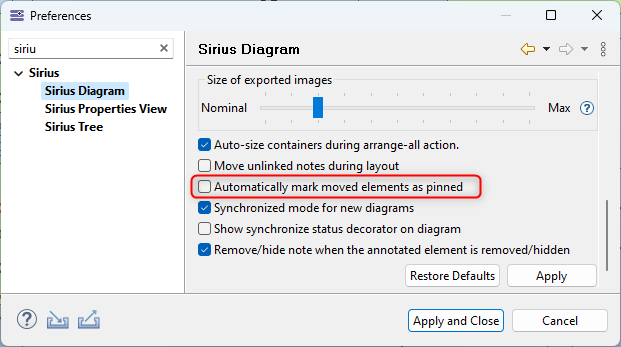 Preferences
siriu
Sirius
Sirius Diagram
Sirius Properties View
Sirius Tree
Sirius Diagram
Size of exported images
Nominal
Max
Auto-size containers during arrange-all action.
Move unlinked notes during layout
Automatically mark moved elements as pinned
Synchronized mode for new diagrams
Show synchronize status decorator on diagram
Remove/hide note when the annotated element is removed/hidden
Restore Defaults
Apply
Apply and Close
Cancel